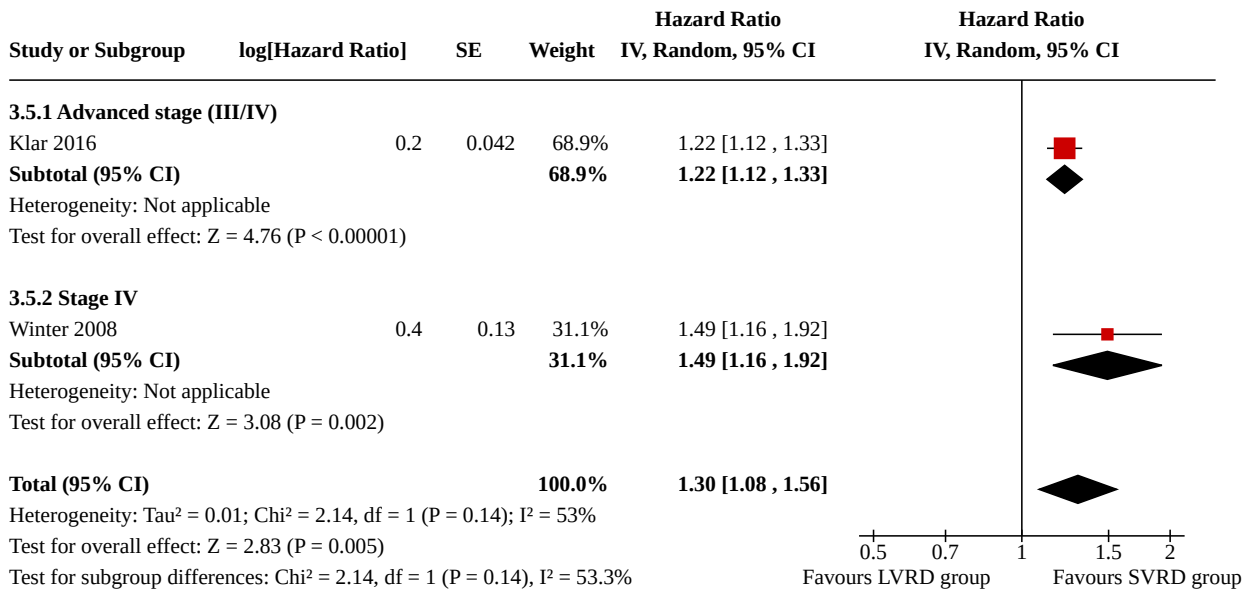 Hazard Ratio Hazard Ratio
Study or Subgroup log[Hazard Ratio] SE Weight IV, Random, 95% CI IV, Random, 95% CI
3.5.1 Advanced stage (III/IV)
Klar 2016 0.2 0.042 68.9% 1.22 [1.12 , 1.33]
Subtotal (95% CI) 68.9% 1.22 [1.12 , 1.33]
Heterogeneity: Not applicable
Test for overall effect: Z = 4.76 (P < 0.00001)
3.5.2 Stage IV
Winter 2008 0.4 0.13 31.1% 1.49 [1.16 , 1.92]
Subtotal (95% CI) 31.1% 1.49 [1.16 , 1.92]
Heterogeneity: Not applicable
Test for overall effect: Z = 3.08 (P = 0.002)
Total (95% CI) 100.0% 1.30 [1.08 , 1.56]
Heterogeneity: Tau² = 0.01; Chi² = 2.14, df = 1 (P = 0.14); I² = 53%
Test for overall effect: Z = 2.83 (P = 0.005) 0.5 0.7 1 1.5 2
Test for subgroup differences: Chi² = 2.14, df = 1 (P = 0.14), I² = 53.3% Favours LVRD group Favours SVRD group